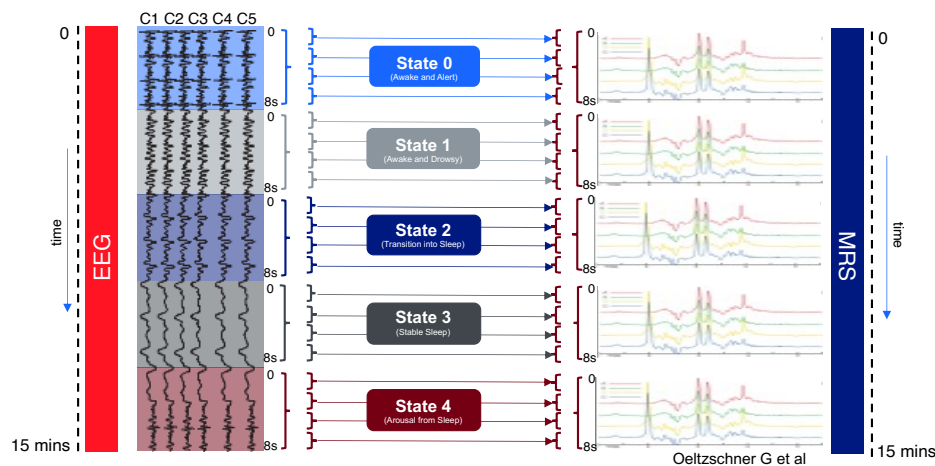 C1 C2 C3 C4 C5
0
0
0
0
State 0
(Awake and Alert)
8s
8s
0
0
State 1
(Awake and Drowsy)
8s
8s
time
time
0
0
State 2
(Transition into Sleep)
EEG
MRS
8s
8s
0
0
State 3
(Stable Sleep)
8s
8s
0
0
State 4
(Arousal from Sleep)
8s
8s
15 mins
15 mins
Oeltzschner G et al